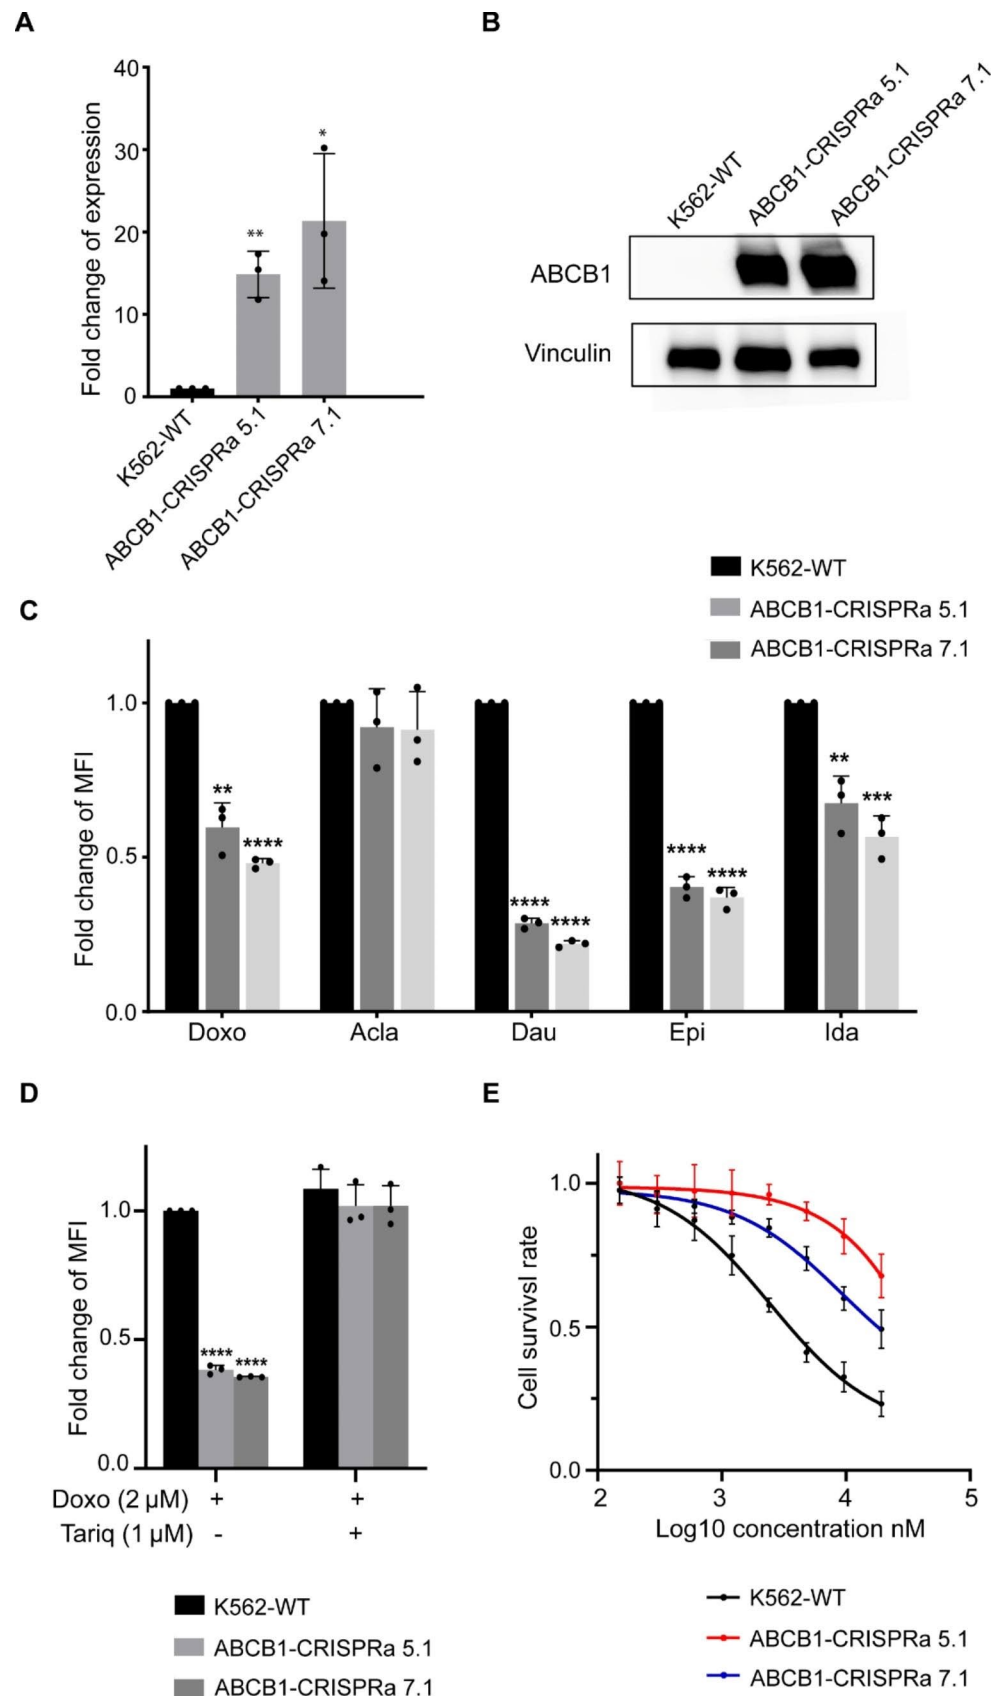 A
40
30
20
10
0
Fold change of expression
**
*
K562-WT
ABCB1-CRISPRa 5.1
ABCB1-CRISPRa 7.1
B
K562-WT
ABCB1-CRISPRa 5.1
ABCB1-CRISPRa 7.1
ABCB1
Vinculin
K562-WT
ABCB1-CRISPRa 5.1
ABCB1-CRISPRa 7.1
C
1.0
0.5
0.0
Fold change of MFI
**
****
****
****
****
****
**
***
Doxo Acla Dau Epi Ida
D
1.0
0.5
0.0
Fold change of MFI
****
****
Doxo (2 µM) + +
Tariq (1 µM) - +
K562-WT
ABCB1-CRISPRa 5.1
ABCB1-CRISPRa 7.1
E
1.0
0.5
0.0
Cell survivsl rate
2 3 4 5
Log10 concentration nM
K562-WT
ABCB1-CRISPRa 5.1
ABCB1-CRISPRa 7.1